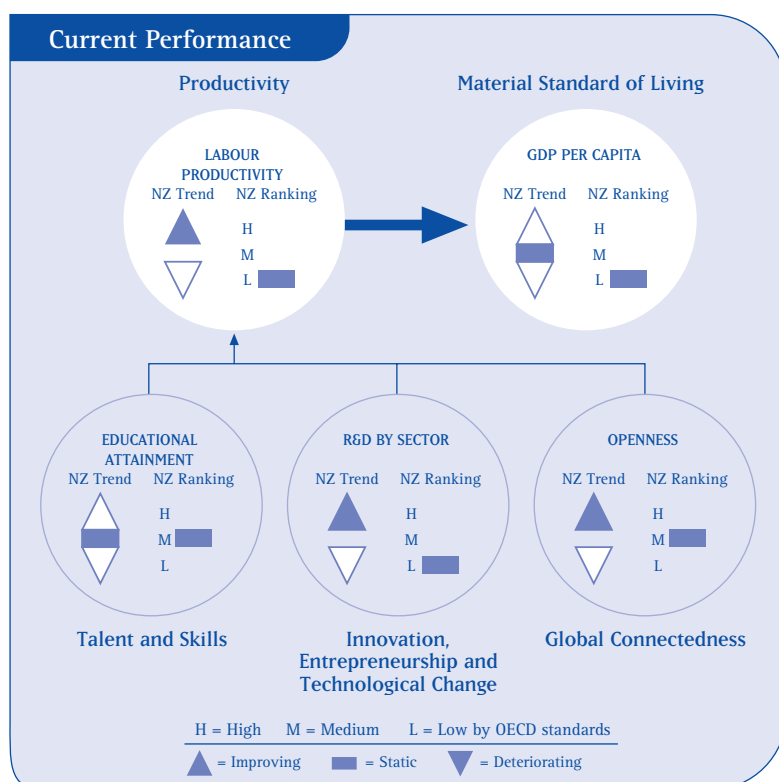 Current Performance
Productivity
Material Standard of Living
LABOUR
PRODUCTIVITY
NZ Trend NZ Ranking
H
M
L
GDP PER CAPITA
NZ Trend NZ Ranking
H
M
L
EDUCATIONAL
ATTAINMENT
NZ Trend NZ Ranking
H
M
L
R&D BY SECTOR
NZ Trend NZ Ranking
H
M
L
OPENNESS
NZ Trend NZ Ranking
H
M
L
Talent and Skills
Innovation,
Entrepreneurship and
Technological Change
Global Connectedness
H = High M = Medium L = Low by OECD standards
= Improving = Static = Deteriorating